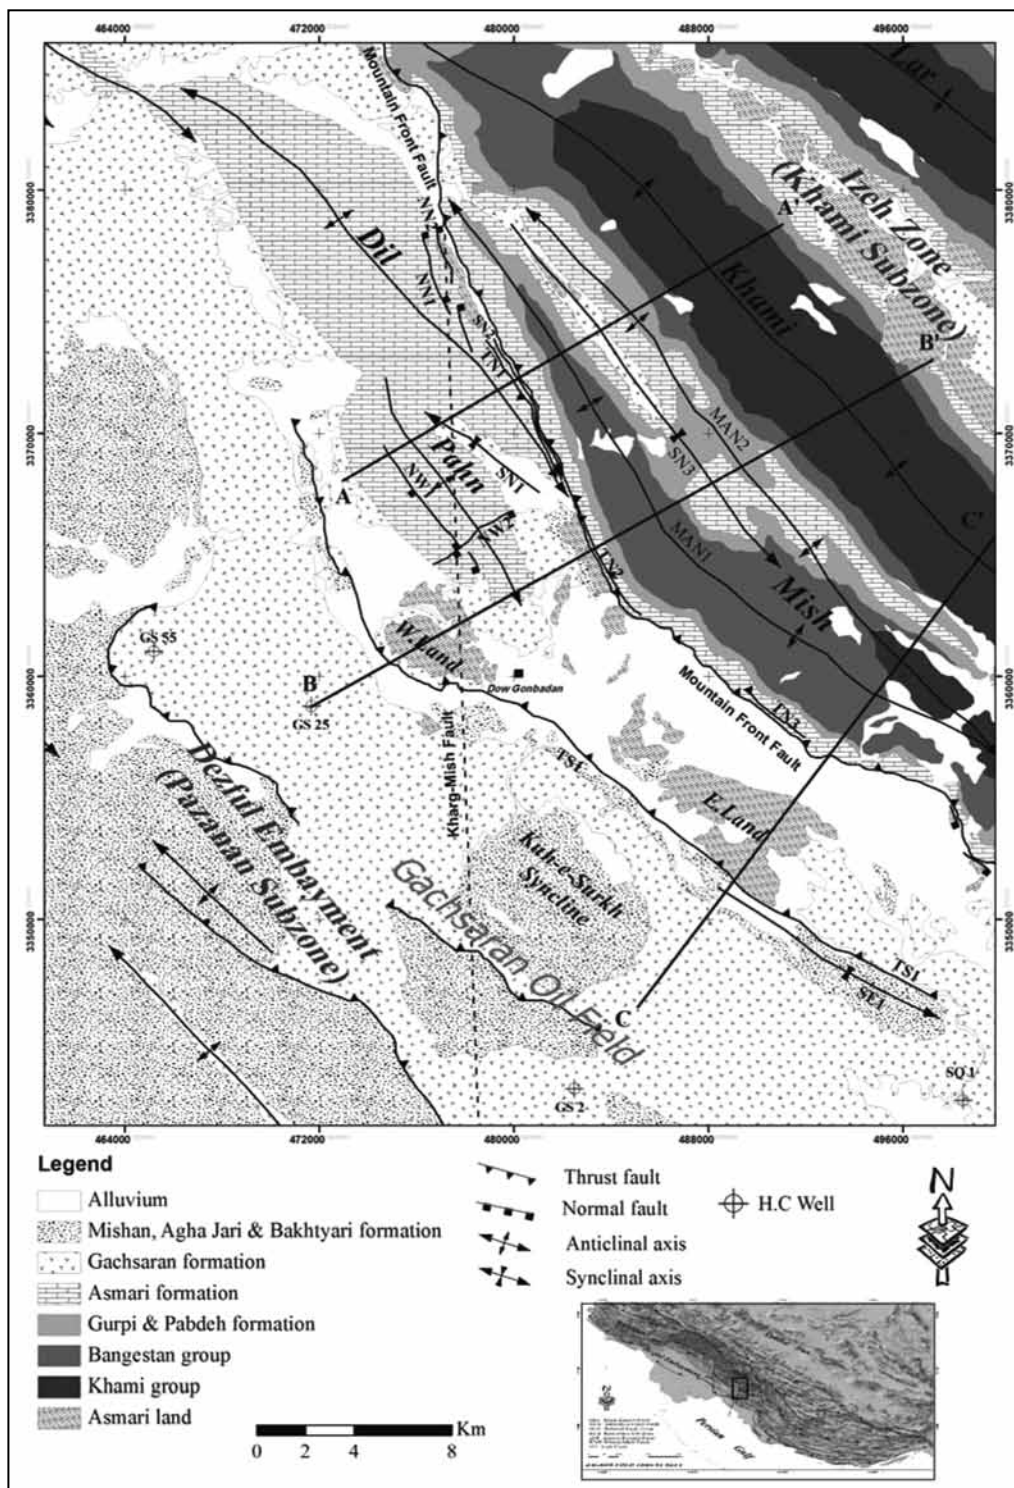 464000
472000
480000
488000
496000
Mountain Front Fault
Lar
3380000
3380000
Izeh Zone
(Khami Subzone)
A'
NN2
Dil
NN1
Khami
SN2
TN1
B'
MAN2
3370000
3370000
Pahn
SN3
SN1
NW1
A
NW2
C'
MAN1
TN2
Mish
GS 55
W.Land
3360000
3360000
B
Dow Gonbadan
GS 25
Mountain Front Fault
TN3
Kharg-Mish Fault
TS1
Dezful Embayment
(Pazanan Subzone)
E.Land
Kuh-e-Surkh
Syncline
Gachsaran Oil Field
3350000
3350000
TS1
SE1
C
SQ 1
GS 2
464000
472000
480000
488000
496000
Legend
Alluvium
Mishan, Agha Jari & Bakhtyari formation
Gachsaran formation
Asmari formation
Gurpi & Pabdeh formation
Bangestan group
Khami group
Asmari land
Thrust fault
Normal fault
Anticlinal axis
Synclinal axis
H.C Well
N
Km
0
2
4
8
Persian Gulf